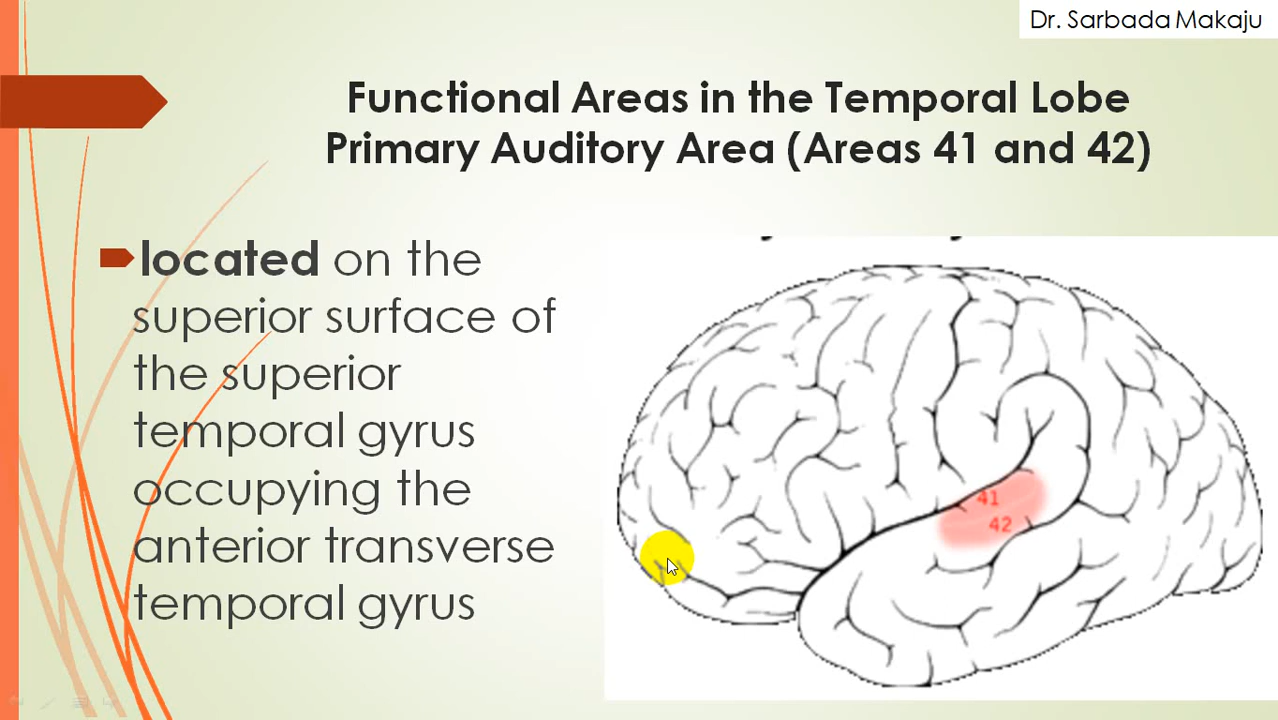 Dr. Sarbada Makaju
Functional Areas in the Temporal Lobe
Primary Auditory Area (Areas 41 and 42)
located on the
superior surface of
the superior
temporal gyrus
occupying the
anterior transverse
temporal gyrus
41
42